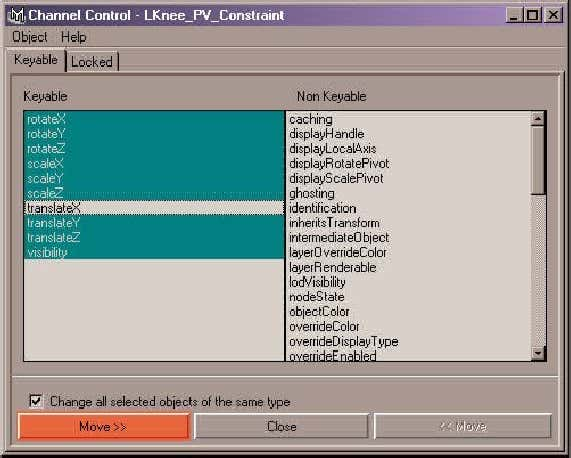 Channel Control - LKnee_PV_Constraint
Object Help
Keyable Locked
Keyable Non Keyable
rotateX caching
rotateY displayHandle
rotateZ displayLocalAxis
scaleX displayRotatePivot
scaleY displayScalePivot
scaleZ ghosting
translateX identification
translateY inheritsTransform
translateZ intermediateObject
visibility layerOverrideColor
layerRenderable
lodVisibility
nodeState
objectColor
overrideColor
overrideDisplayType
overrideEnabled
Change all selected objects of the same type
Move >> Close << Move